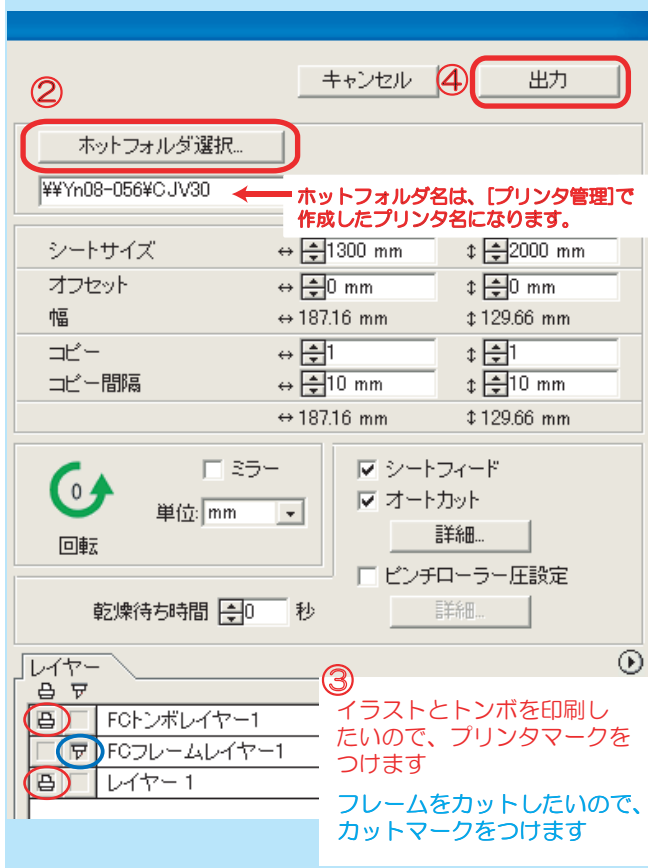 ② キャンセル ④ 出力
ホットフォルダ選択...
¥¥Yn08-056¥CJV30
ホットフォルダ名は、[プリンタ管理]で
作成したプリンタ名になります。
シートサイズ ↔ 1300 mm ↕ 2000 mm
オフセット ↔ 0 mm ↕ 0 mm
幅 ↔ 187.16 mm ↕ 129.66 mm
コピー ↔ 1 ↕ 1
コピー間隔 ↔ 10 mm ↕ 10 mm
↔ 187.16 mm ↕ 129.66 mm
0
回転
ミラー
単位: mm
シートフィード
オートカット
詳細...
ピンチローラー圧設定
詳細...
乾燥待ち時間 0 秒
レイヤー
FCトンボレイヤー1
FCフレームレイヤー1
レイヤー 1
③
イラストとトンボを印刷し
たいので、プリンタマークを
つけます
フレームをカットしたいので、
カットマークをつけます